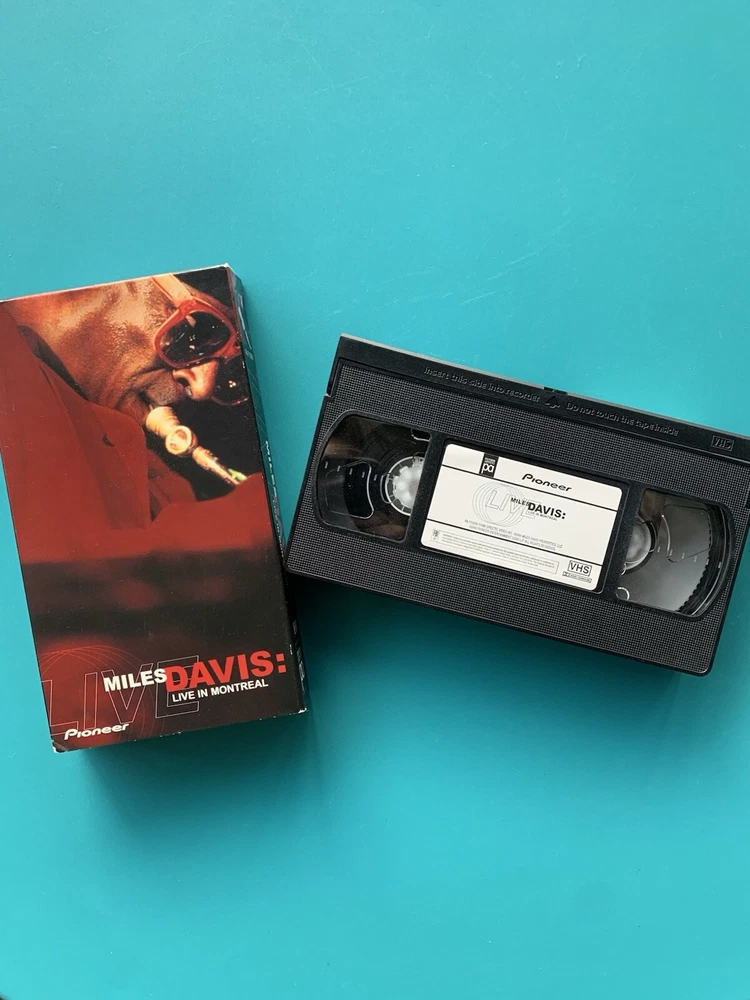 MILES DAVIS:
LIVE IN MONTREAL
LIVE
Pioneer
Insert this side into recorder
Do not touch the tape inside
VHS
Pioneer
LIVE
MILES DAVIS:
LIVE IN MONTREAL
VHS